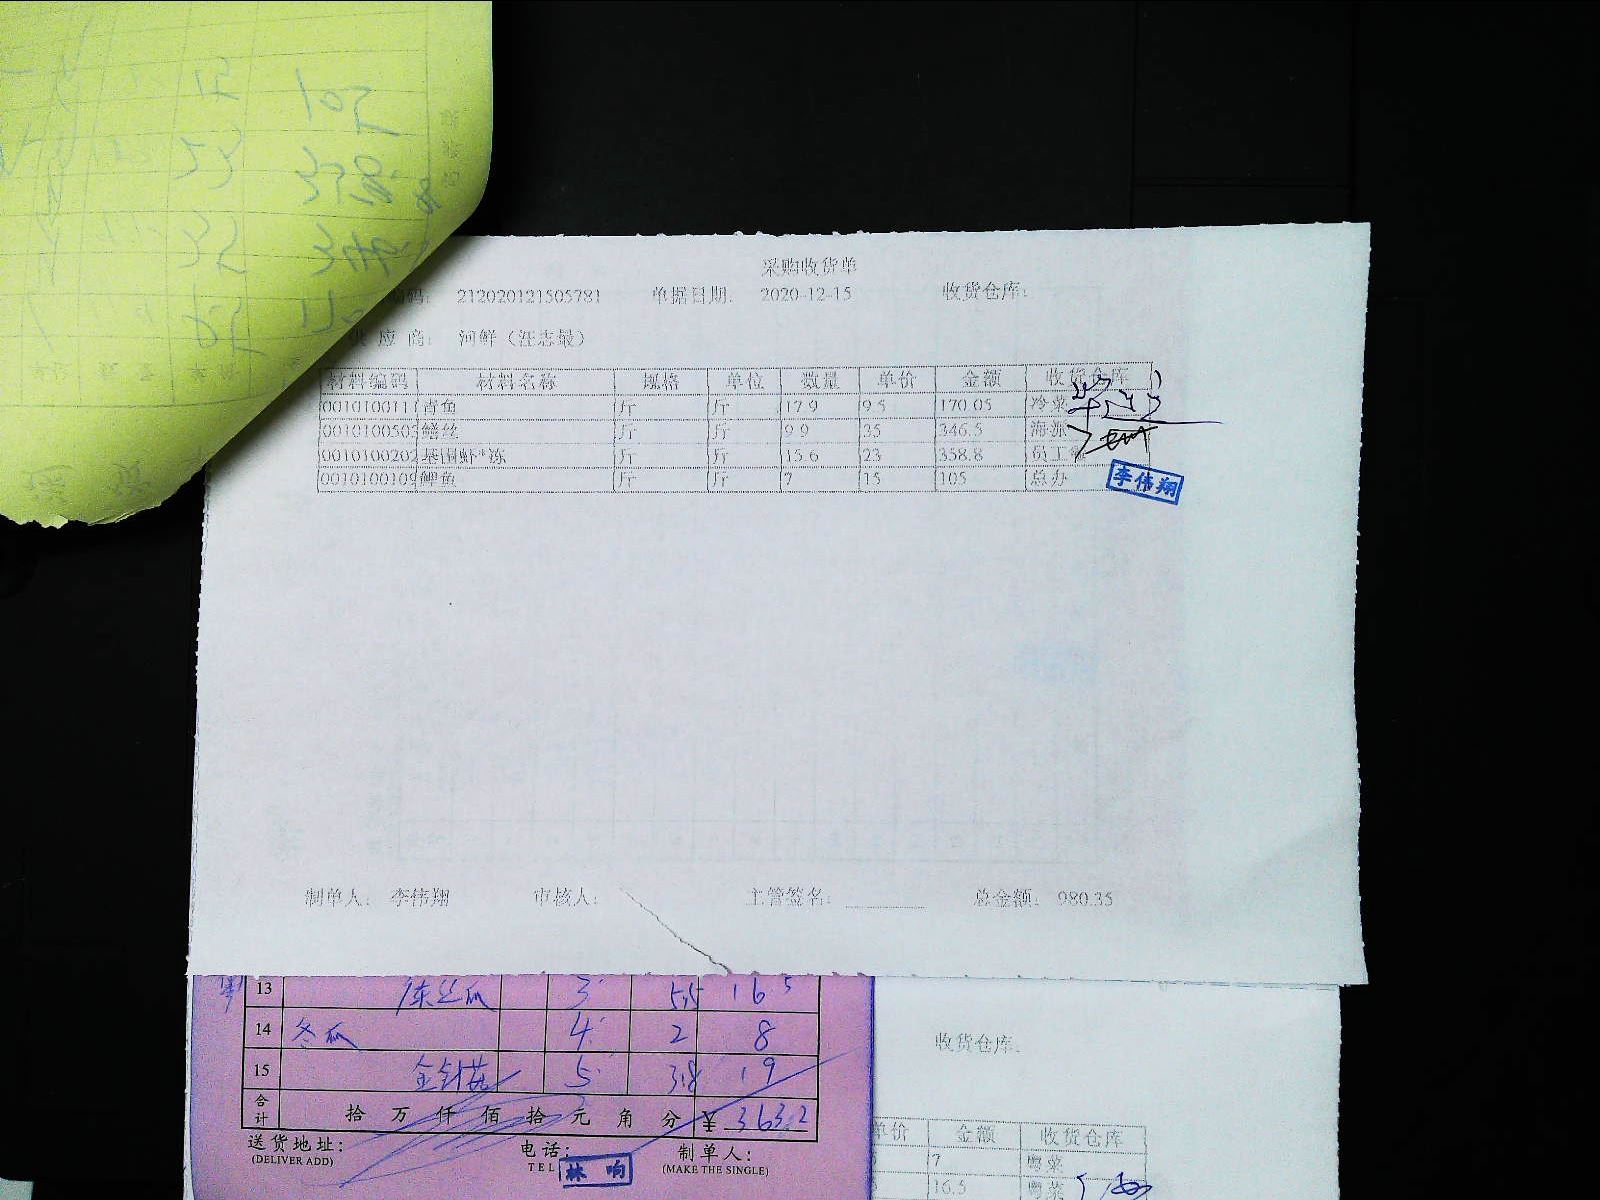 采购收货单
编码： 212020121505781 单据日期： 2020-12-15 收货仓库：
供 应 商： 河鲜（汪志最）
材料编码 材料名称 规格 单位 数量 单价 金额 收货仓库
0010100111 青鱼 斤 斤 17.9 9.5 170.05 冷菜
0010100503 鳝丝 斤 斤 9.9 35 346.5 海派
0010100202 基围虾*冻 斤 斤 15.6 23 358.8 员工餐
0010100109 鲤鱼 斤 斤 7 15 105 总办
李伟翔
制单人： 李伟翔 审核人： 主管签名： 总金额： 980.35
13 3 5.5 16.5
14 冬瓜 4 2 8
15 金针菇 5 3.8 19
合计 拾 万 仟 佰 拾 元 角 分 ¥ 363.2
送货地址： 电话： 制单人：
(DELIVER ADD) TEL (MAKE THE SINGLE)
林 响
收货仓库：
单价 金额 收货仓库
7 粤菜
16.5 粤菜